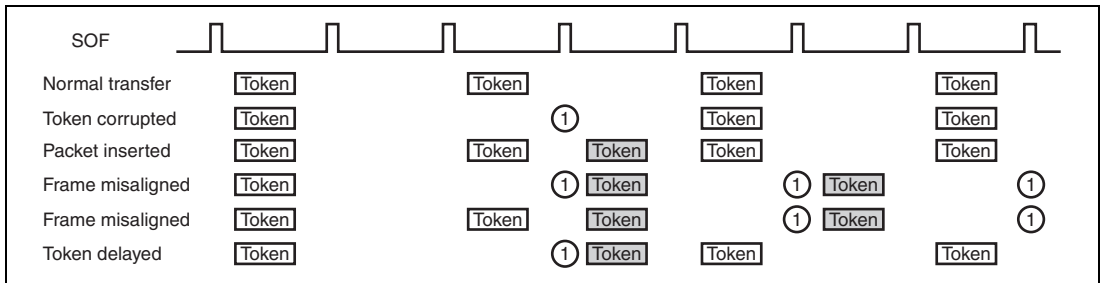 SOF
Normal transfer Token Token Token Token
Token corrupted Token 1 Token Token
Packet inserted Token Token Token Token Token
Frame misaligned Token 1 Token 1 Token 1
Frame misaligned Token Token Token 1 Token 1
Token delayed Token 1 Token Token Token